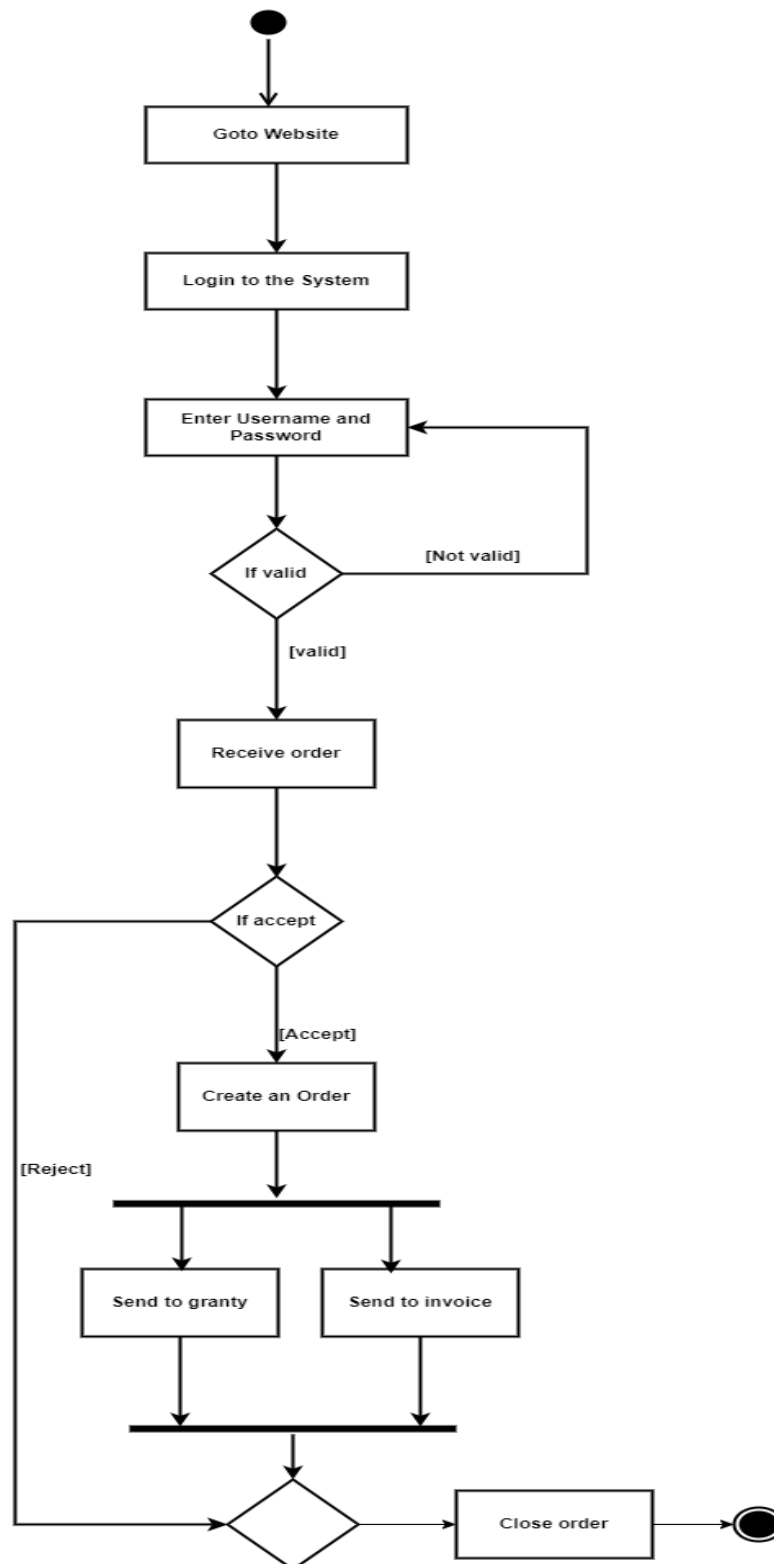 Goto Website
Login to the System
Enter Username and
Password
[Not valid]
If valid
[valid]
Receive order
If accept
[Accept]
Create an Order
[Reject]
Send to granty
Send to invoice
Close order